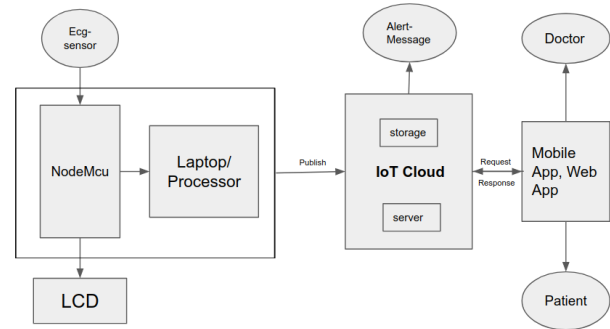 Ecg-
sensor
NodeMcu
Laptop/
Processor
LCD
Publish
Alert-
Message
storage
IoT Cloud
server
Request
Response
Doctor
Mobile
App, Web
App
Patient